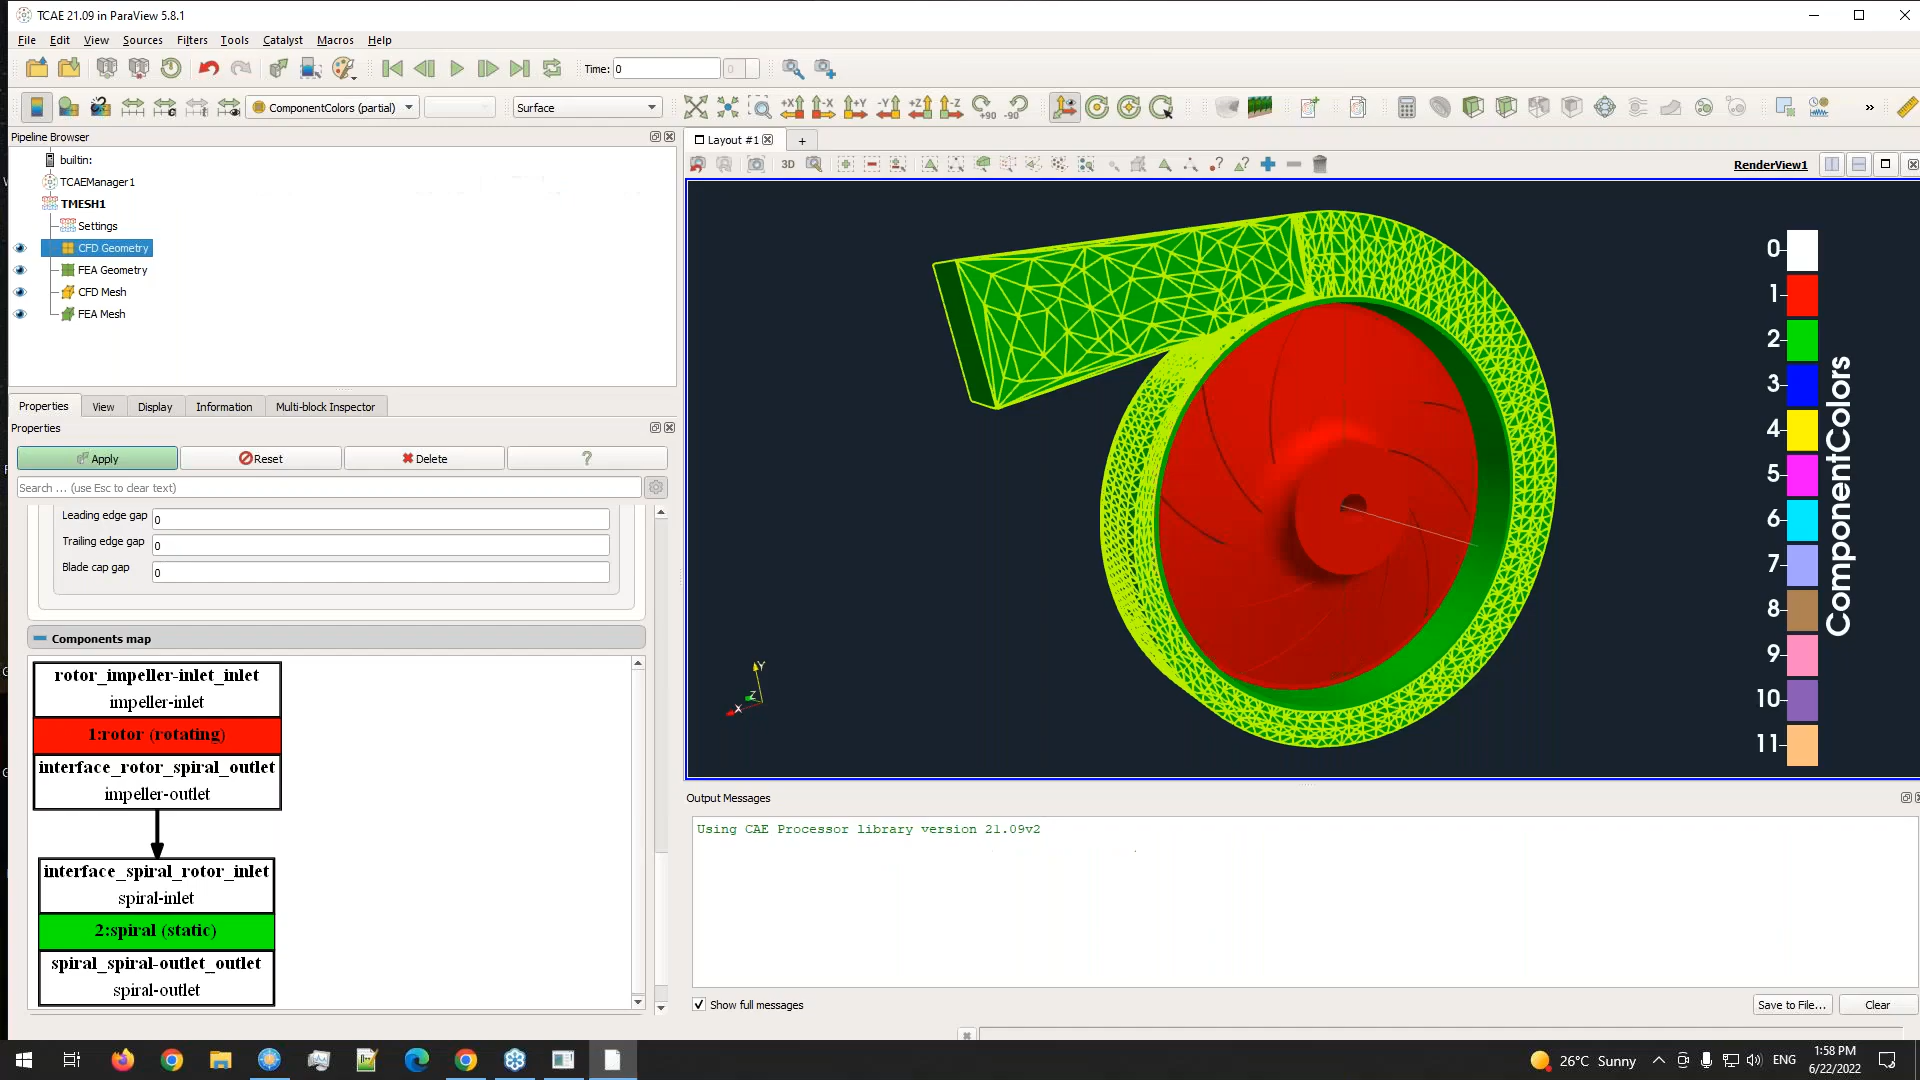 TCAE 21.09 in ParaView 5.8.1
File Edit View Sources Filters Tools Catalyst Macros Help
Time: 0 0
ComponentColors (partial) Surface
+X -X +Y -Y +Z -Z +90 -90
Pipeline Browser
builtin:
TCAEManager1
TMESH1
Settings
CFD Geometry
FEA Geometry
CFD Mesh
FEA Mesh
Properties View Display Information Multi-block Inspector
Properties
Apply Reset Delete ?
Search ... (use Esc to clear text)
Leading edge gap 0
Trailing edge gap 0
Blade cap gap 0
Components map
rotor_impeller-inlet_inlet
impeller-inlet
1:rotor (rotating)
interface_rotor_spiral_outlet
impeller-outlet
interface_spiral_rotor_inlet
spiral-inlet
2:spiral (static)
spiral_spiral-outlet_outlet
spiral-outlet
Layout #1 +
3D
RenderView1
0
1
2
3
4
5
6
7
8
9
10
11
ComponentColors
Y
Z
X
Output Messages
Using CAE Processor library version 21.09v2
Show full messages
Save to File... Clear
26°C Sunny
ENG
1:58 PM
6/22/2022